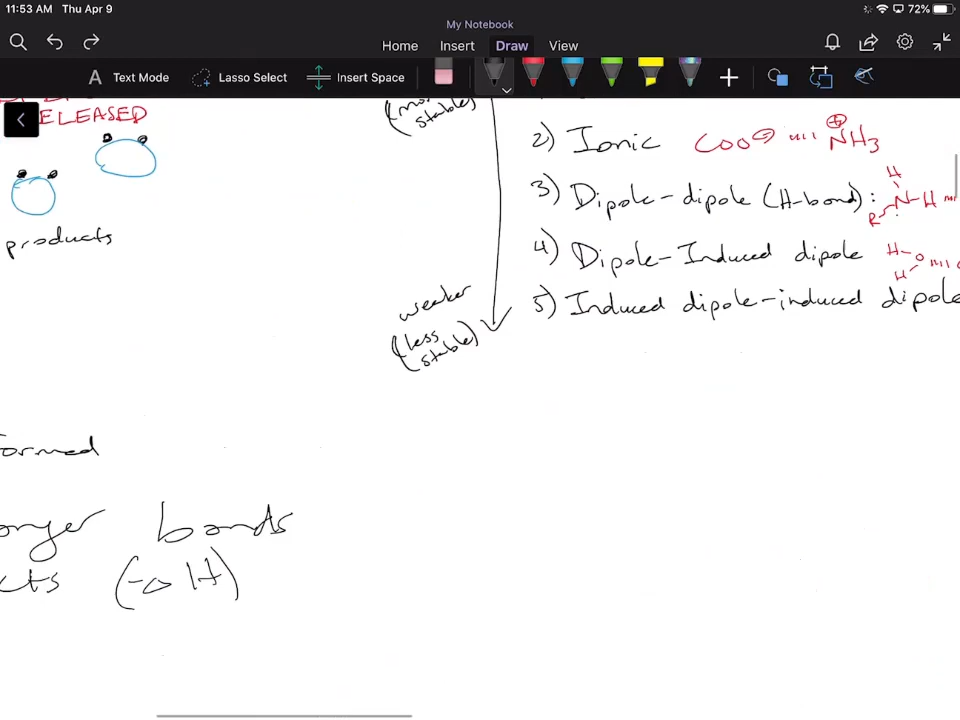 11:53 AM Thu Apr 9
72%
My Notebook
Home Insert Draw View
A Text Mode Lasso Select Insert Space
ELEASED
products
stable)
2) Ionic COO⊖ NH3
3) Dipole-dipole (H-bond): H
R N H
4) Dipole-Induced dipole H O
H
5) Induced dipole-induced dipole
weaker
(less
stable)
formed
onger bonds
cts (-ΔH)